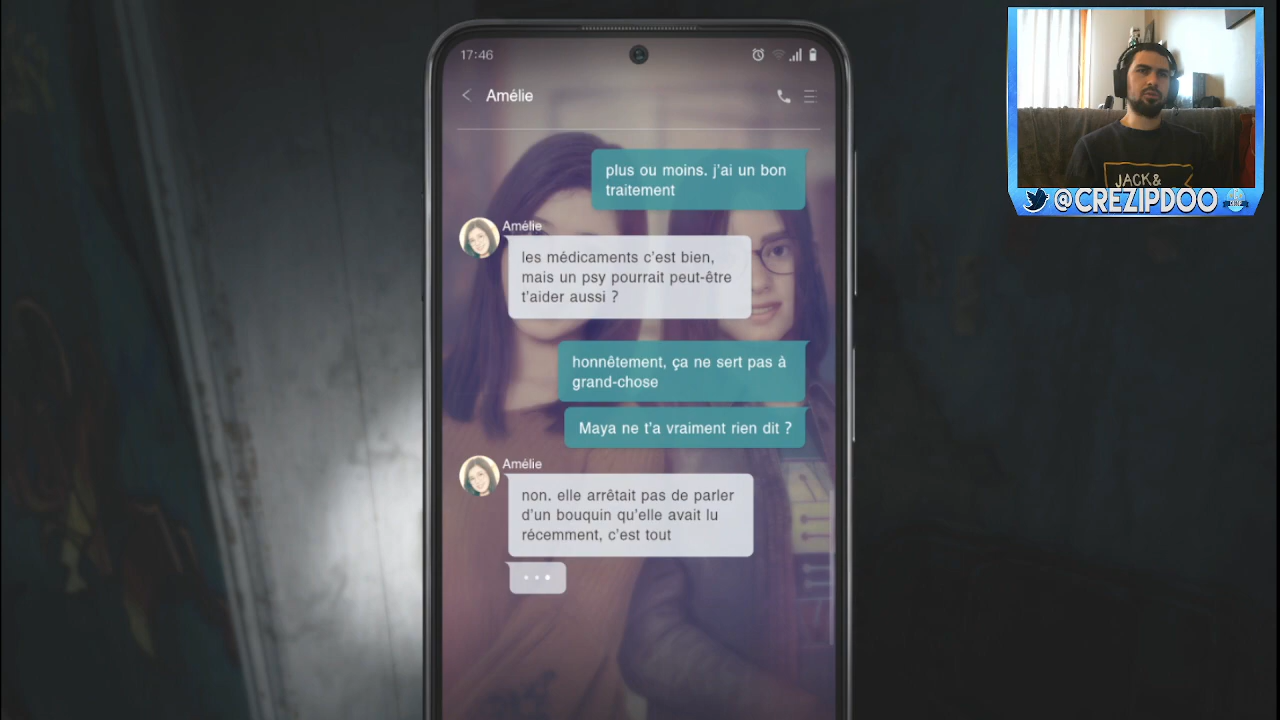 17:46
Amélie
plus ou moins. j'ai un bon
traitement
Amélie
les médicaments c'est bien,
mais un psy pourrait peut-être
t'aider aussi ?
honnêtement, ça ne sert pas à
grand-chose
Maya ne t'a vraiment rien dit ?
Amélie
non. elle arrêtait pas de parler
d'un bouquin qu'elle avait lu
récemment, c'est tout
JACK&
@CREZIPDOO